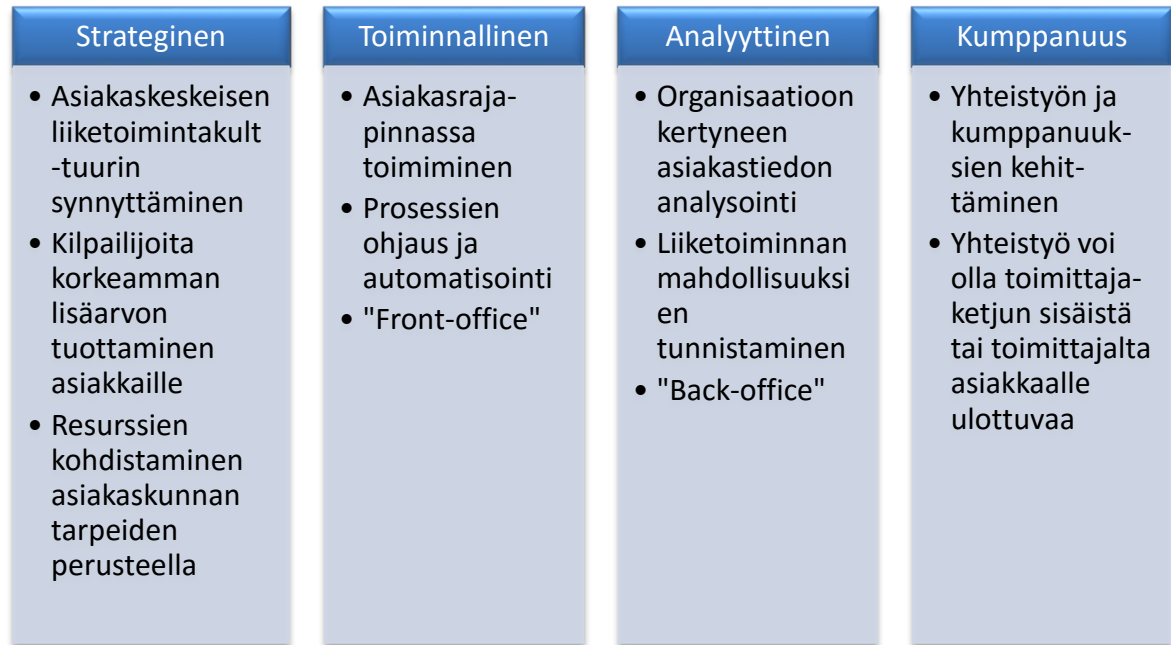 Strateginen
• Asiakaskeskeisen
liiketoimintakult
-tuurin
synnyttäminen
• Kilpailijoita
korkeamman
lisäarvon
tuottaminen
asiakkaille
• Resurssien
kohdistaminen
asiakaskunnan
tarpeiden
perusteella
Toiminnallinen
• Asiakasraja-
pinnassa
toimiminen
• Prosessien
ohjaus ja
automatisointi
• "Front-office"
Analyyttinen
• Organisaatioon
kertyneen
asiakastiedon
analysointi
• Liiketoiminnan
mahdollisuuksi
en
tunnistaminen
• "Back-office"
Kumppanuus
• Yhteistyön ja
kumppanuuk-
sien kehit-
täminen
• Yhteistyö voi
olla toimittaja-
ketjun sisäistä
tai toimittajalta
asiakkaalle
ulottuvaa